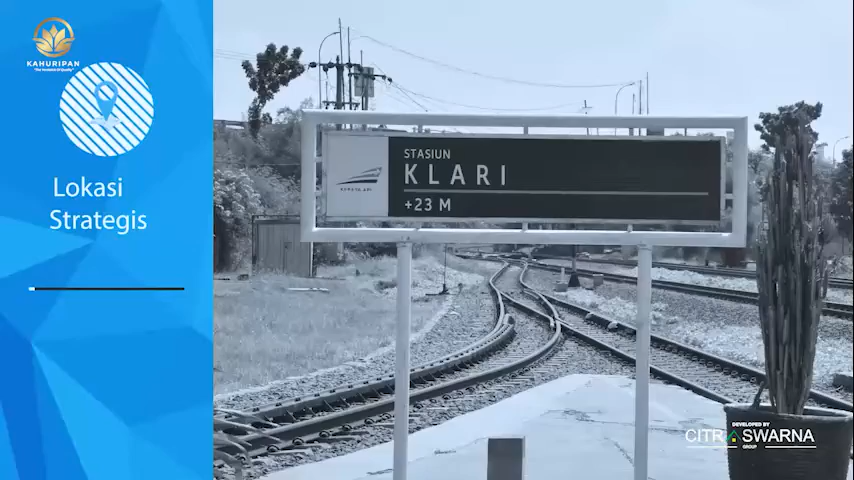 KAHURIPAN
Lokasi
Strategis
STASIUN
KLARI
+23 M
DEVELOPED BY
CITRASWARNA
GROUP